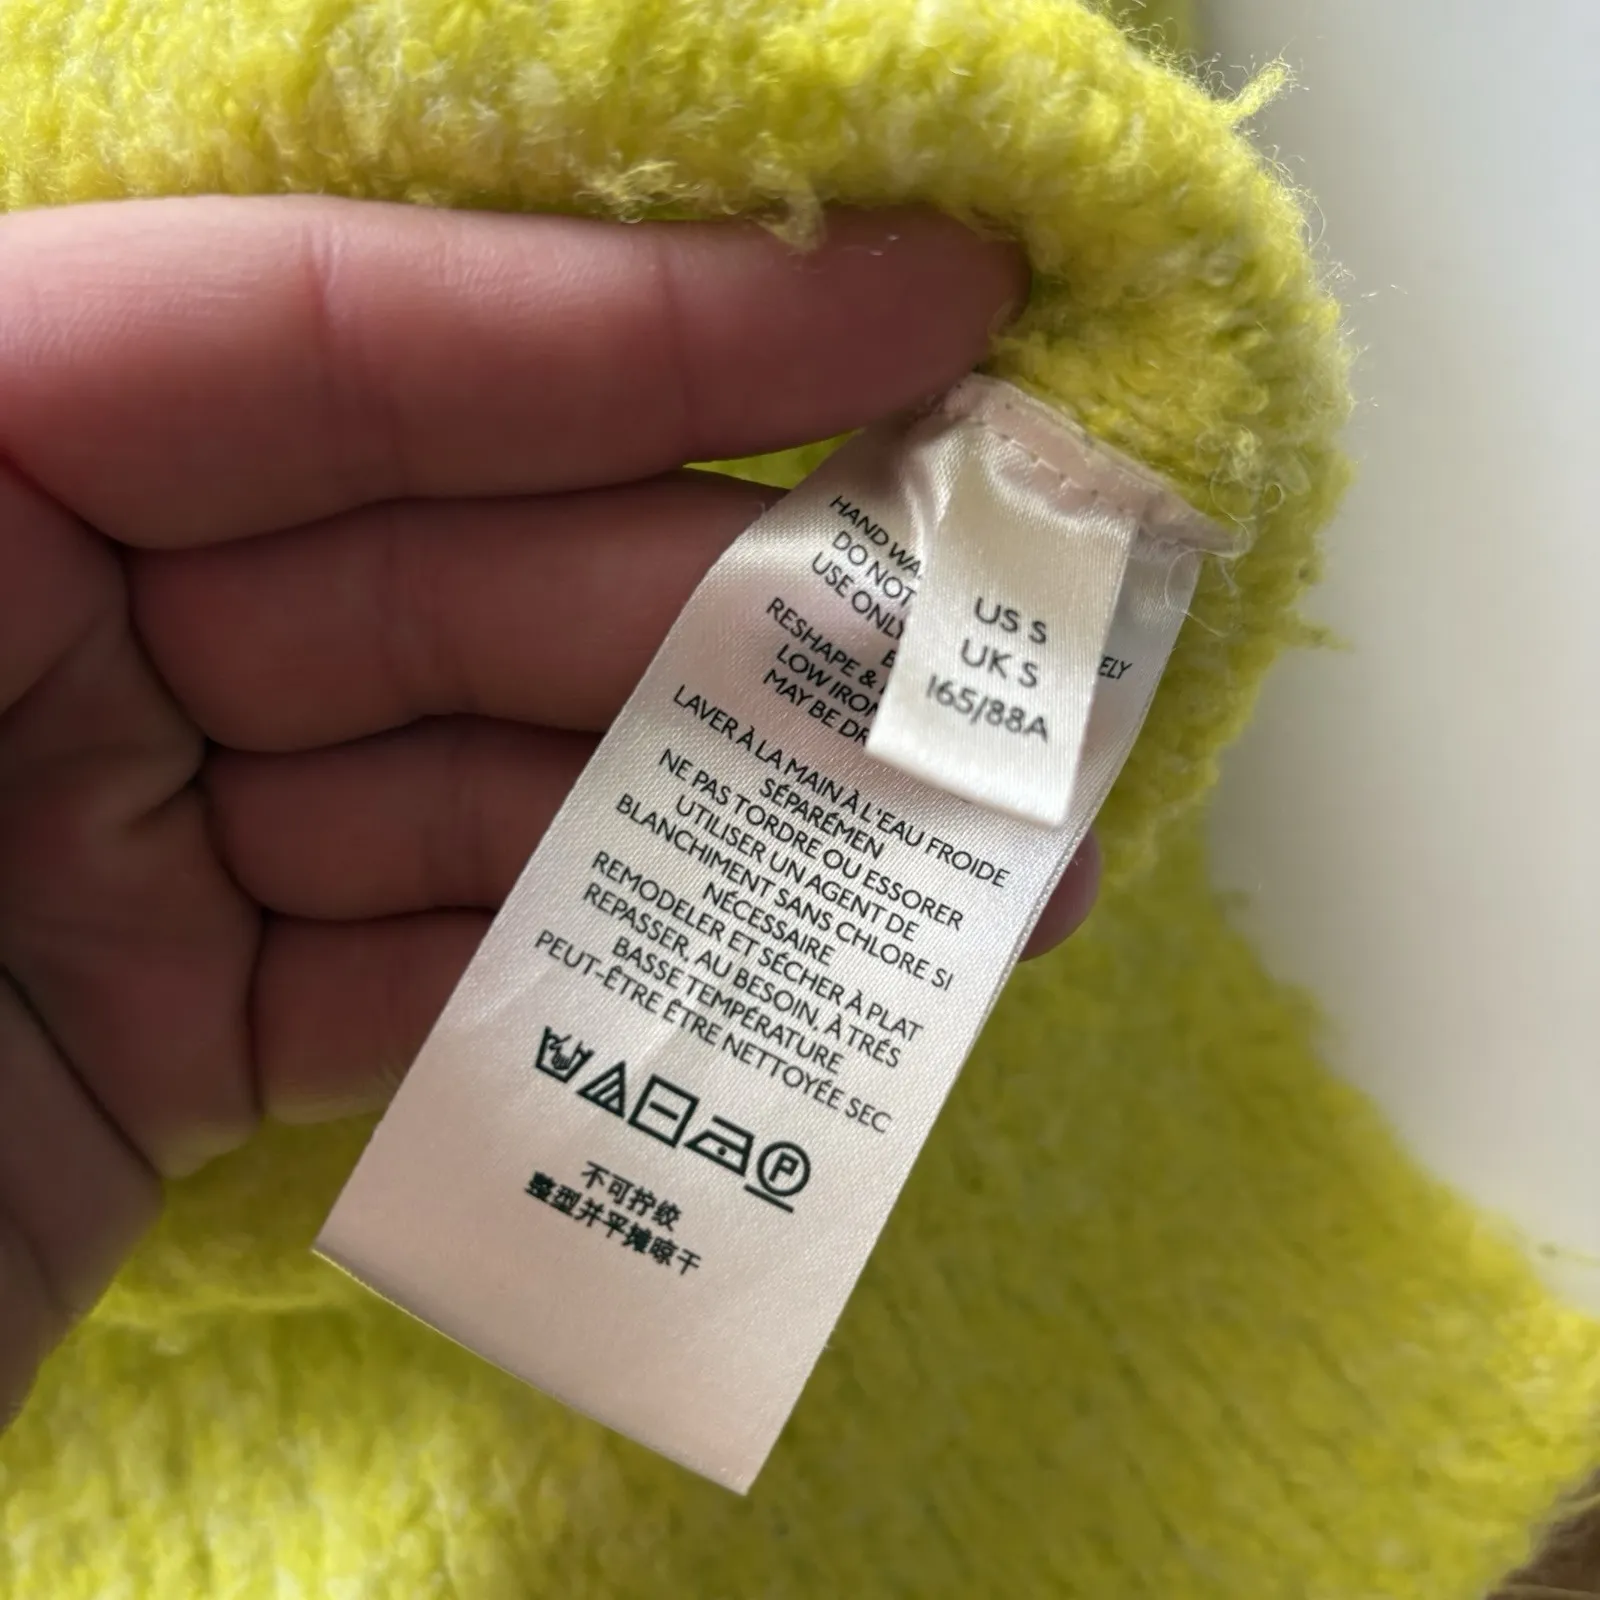 HAND WA
DO NOT
USE ONLY
RESHAPE &
LOW IRON
MAY BE DR
ELY
US S
UK S
165/88A
LAVER À LA MAIN À L'EAU FROIDE
SÉPARÉMEN
NE PAS TORDRE OU ESSORER
UTILISER UN AGENT DE
BLANCHIMENT SANS CHLORE SI
NÉCESSAIRE
REMODELER ET SÉCHER À PLAT
REPASSER, AU BESOIN, À TRÉS
BASSE TEMPÉRATURE
PEUT-ÊTRE ÊTRE NETTOYÉE SEC
P
不可拧绞
整型并平摊晾干